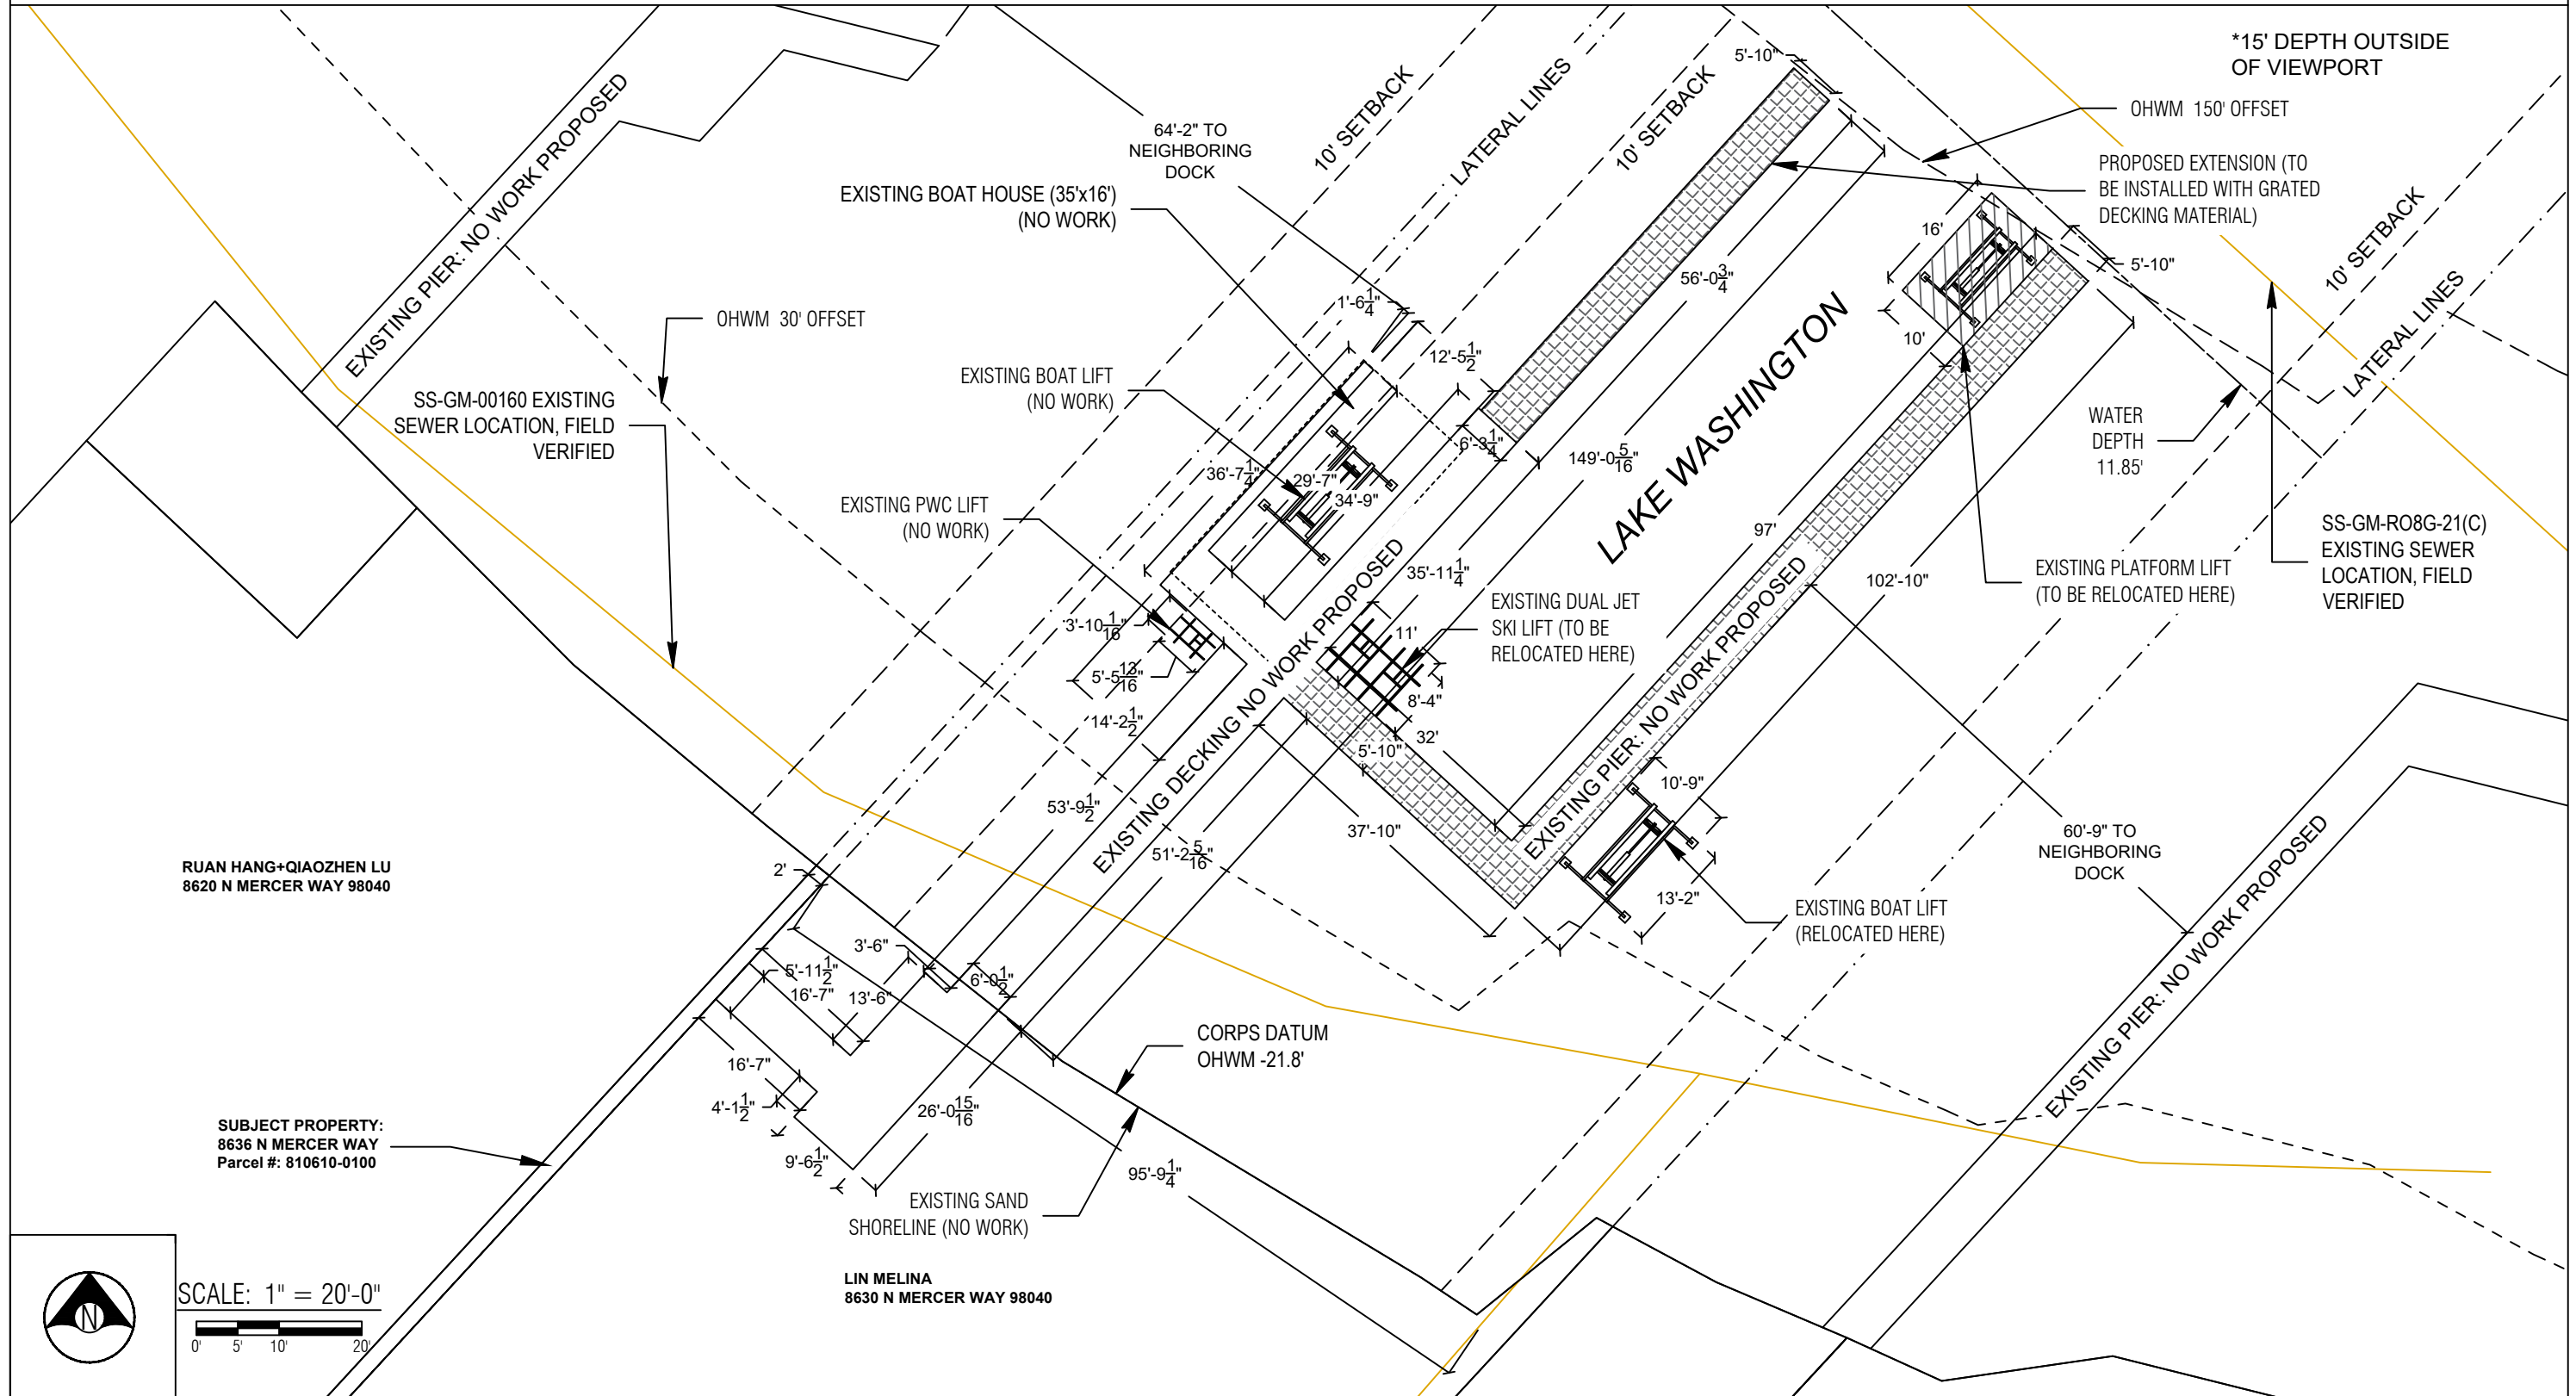 *15' DEPTH OUTSIDE
OF VIEWPORT
OHWM 150' OFFSET
PROPOSED EXTENSION (TO
BE INSTALLED WITH GRATED
DECKING MATERIAL)
5'-10"
10' SETBACK
LATERAL LINES
10' SETBACK
10' SETBACK
LATERAL LINES
64'-2" TO
NEIGHBORING
DOCK
EXISTING BOAT HOUSE (35'x16')
(NO WORK)
EXISTING PIER: NO WORK PROPOSED
OHWM 30' OFFSET
SS-GM-00160 EXISTING
SEWER LOCATION, FIELD
VERIFIED
EXISTING BOAT LIFT
(NO WORK)
EXISTING PWC LIFT
(NO WORK)
1'-6 1/4"
12'-5 1/2"
6'-3 1/4"
36'-7 1/4"
29'-7"
34'-9"
56'-0 3/4"
149'-0 5/16"
LAKE WASHINGTON
16'
10'
5'-10"
97'
102'-10"
WATER
DEPTH
11.85'
EXISTING PLATFORM LIFT
(TO BE RELOCATED HERE)
SS-GM-RO8G-21(C)
EXISTING SEWER
LOCATION, FIELD
VERIFIED
35'-11 1/4"
EXISTING DUAL JET
SKI LIFT (TO BE
RELOCATED HERE)
11'
8'-4"
32'
5'-10"
37'-10"
3'-10 1/16"
5'-5 13/16"
14'-2 1/2"
53'-9 1/2"
51'-2 5/16"
EXISTING DECKING NO WORK PROPOSED
EXISTING PIER: NO WORK PROPOSED
10'-9"
13'-2"
EXISTING BOAT LIFT
(RELOCATED HERE)
60'-9" TO
NEIGHBORING
DOCK
EXISTING PIER: NO WORK PROPOSED
RUAN HANG+QIAOZHEN LU
8620 N MERCER WAY 98040
2'
3'-6"
5'-11 1/2"
16'-7"
13'-6"
6'-0 1/2"
16'-7"
4'-1 1/2"
9'-6 1/2"
26'-0 15/16"
95'-9 1/4"
CORPS DATUM
OHWM -21.8'
EXISTING SAND
SHORELINE (NO WORK)
SUBJECT PROPERTY:
8636 N MERCER WAY
Parcel #: 810610-0100
LIN MELINA
8630 N MERCER WAY 98040
N
SCALE: 1" = 20'-0"
0' 5' 10' 20'